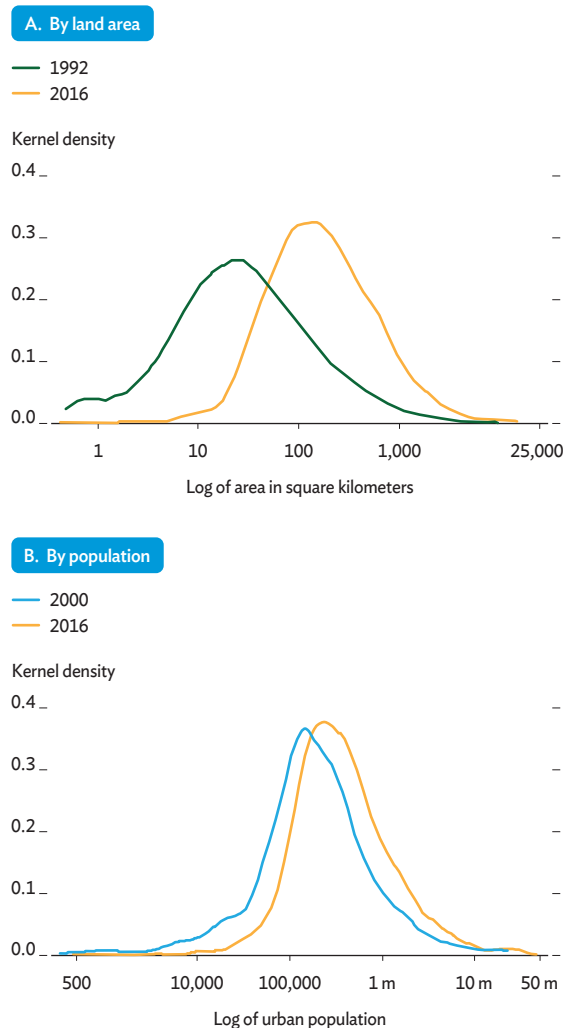 A. By land area
1992
2016
Kernel density
0.4
0.3
0.2
0.1
0.0
1 10 100 1,000 25,000
Log of area in square kilometers
B. By population
2000
2016
Kernel density
0.4
0.3
0.2
0.1
0.0
500 10,000 100,000 1 m 10 m 50 m
Log of urban population